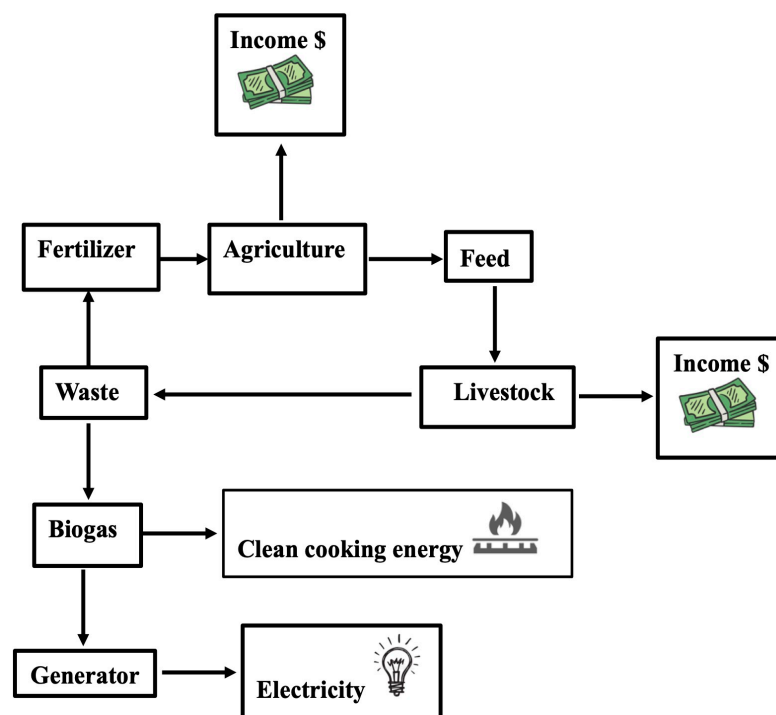 Income $
Fertilizer
Agriculture
Feed
Waste
Livestock
Income $
Biogas
Clean cooking energy
Generator
Electricity